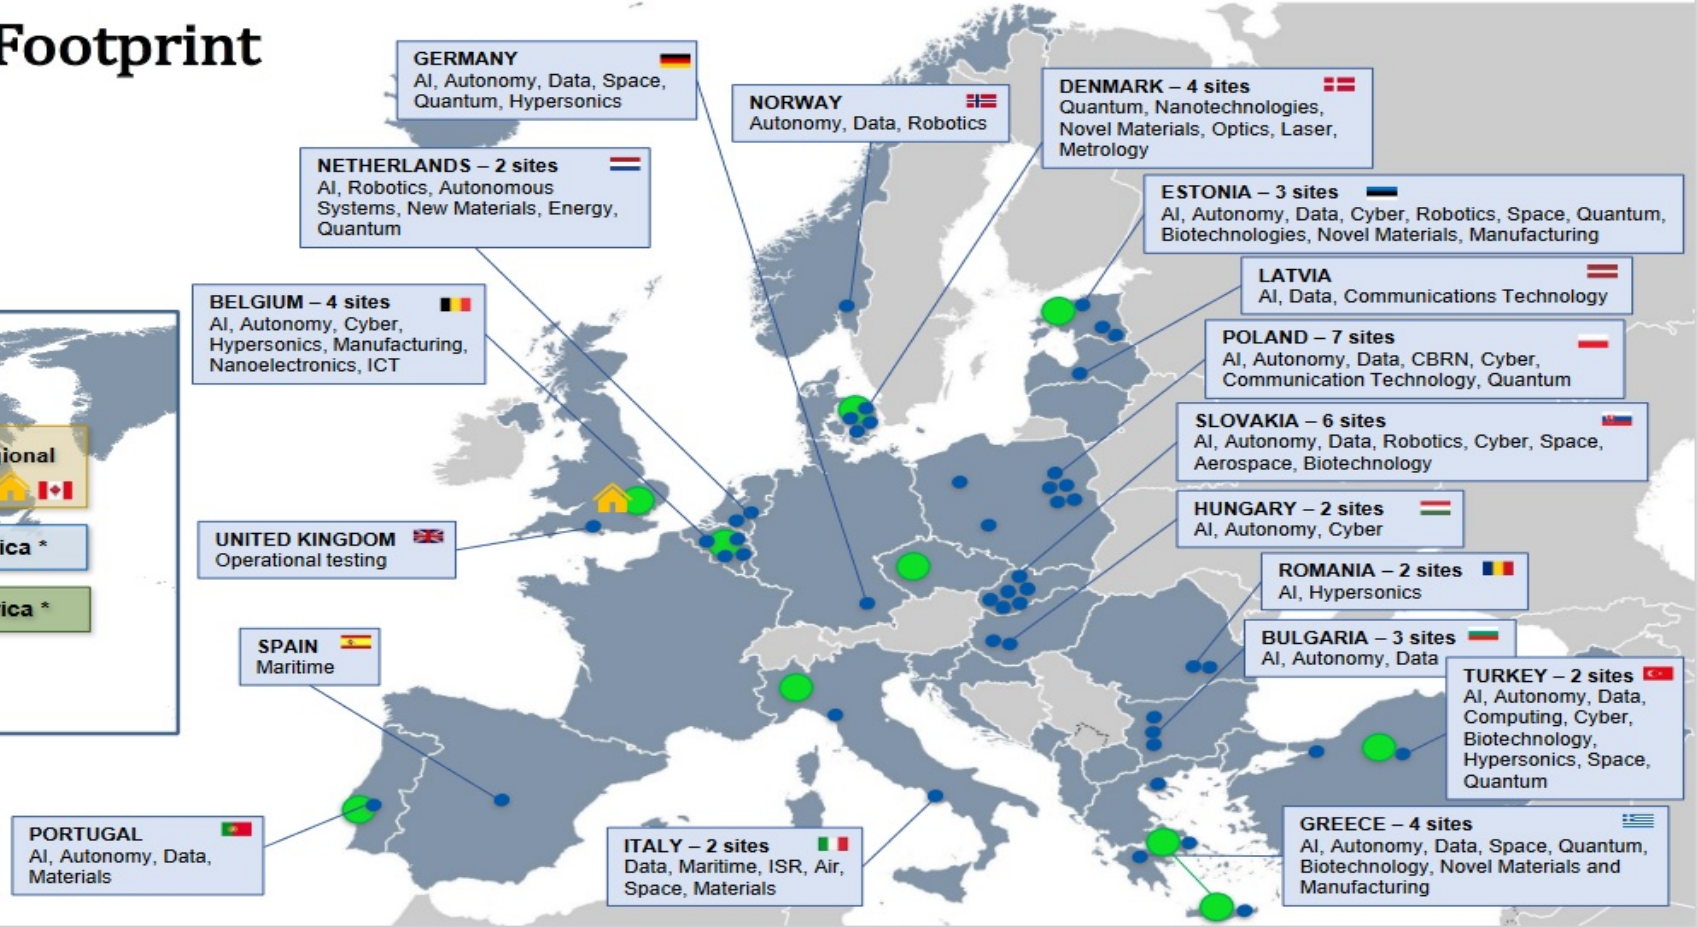 Footprint
GERMANY
AI, Autonomy, Data, Space,
Quantum, Hypersonics
NORWAY
Autonomy, Data, Robotics
DENMARK – 4 sites
Quantum, Nanotechnologies,
Novel Materials, Optics, Laser,
Metrology
NETHERLANDS – 2 sites
AI, Robotics, Autonomous
Systems, New Materials, Energy,
Quantum
ESTONIA – 3 sites
AI, Autonomy, Data, Cyber, Robotics, Space, Quantum,
Biotechnologies, Novel Materials, Manufacturing
LATVIA
AI, Data, Communications Technology
BELGIUM – 4 sites
AI, Autonomy, Cyber,
Hypersonics, Manufacturing,
Nanoelectronics, ICT
POLAND – 7 sites
AI, Autonomy, Data, CBRN, Cyber,
Communication Technology, Quantum
SLOVAKIA – 6 sites
AI, Autonomy, Data, Robotics, Cyber, Space,
Aerospace, Biotechnology
ional
HUNGARY – 2 sites
AI, Autonomy, Cyber
UNITED KINGDOM
Operational testing
ica *
ROMANIA – 2 sites
AI, Hypersonics
ica *
BULGARIA – 3 sites
AI, Autonomy, Data
SPAIN
Maritime
TURKEY – 2 sites
AI, Autonomy, Data,
Computing, Cyber,
Biotechnology,
Hypersonics, Space,
Quantum
PORTUGAL
AI, Autonomy, Data,
Materials
ITALY – 2 sites
Data, Maritime, ISR, Air,
Space, Materials
GREECE – 4 sites
AI, Autonomy, Data, Space, Quantum,
Biotechnology, Novel Materials and
Manufacturing